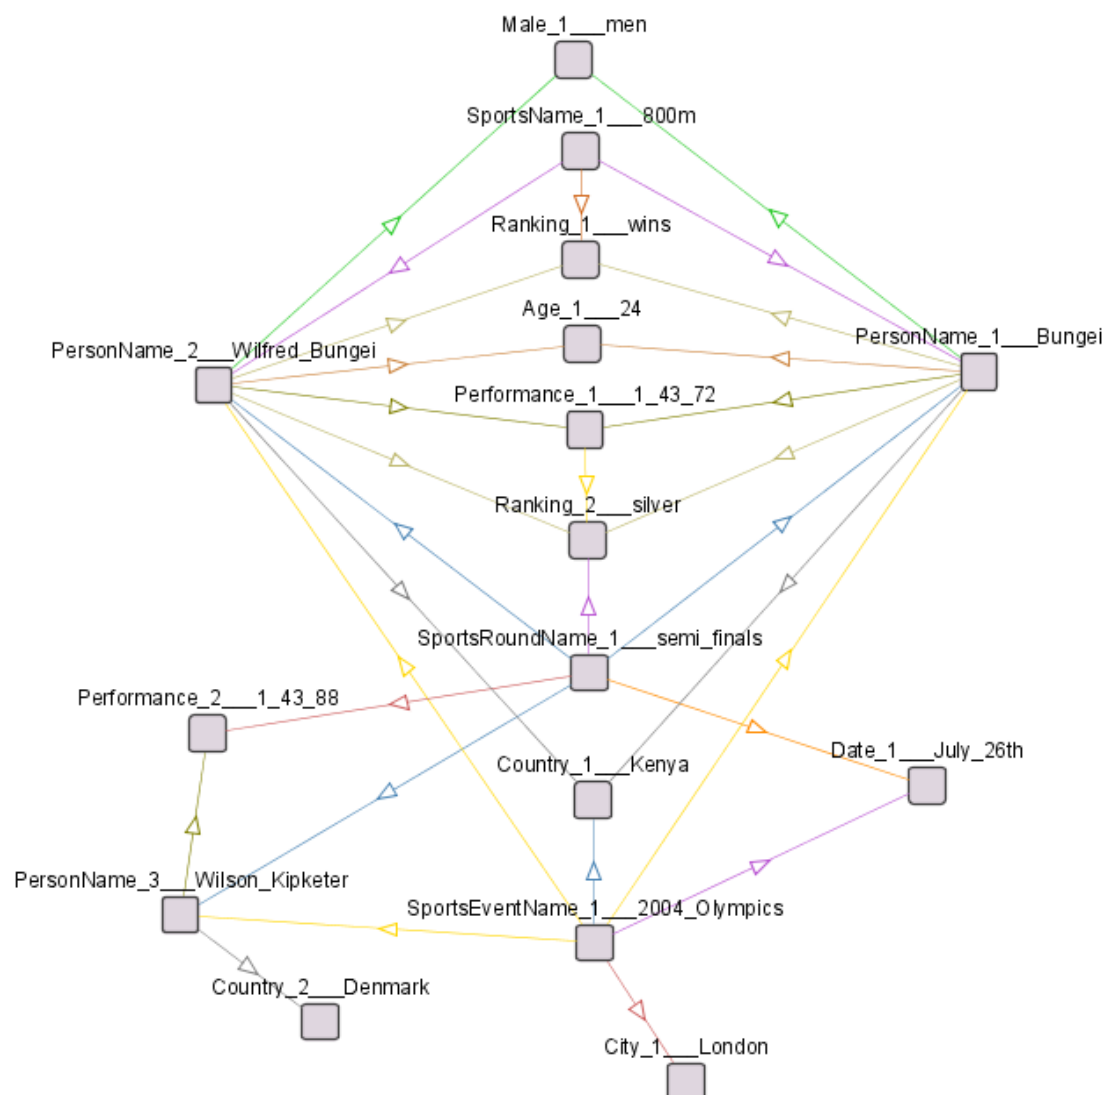 Male_1___men
SportsName_1___800m
Ranking_1___wins
Age_1___24
PersonName_2___Wilfred_Bungei
PersonName_1___Bungei
Performance_1___1_43_72
Ranking_2___silver
SportsRoundName_1___semi_finals
Performance_2___1_43_88
Country_1___Kenya
Date_1___July_26th
PersonName_3___Wilson_Kipketer
SportsEventName_1___2004_Olympics
Country_2___Denmark
City_1___London